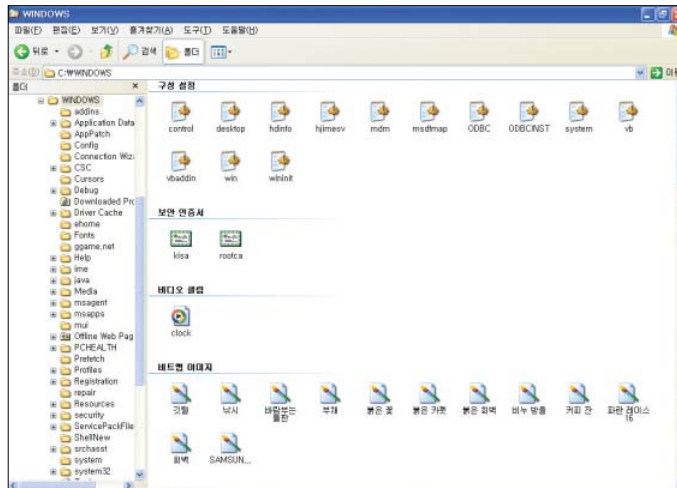 WINDOWS
파일(F) 편집(E) 보기(V) 즐겨찾기(A) 도구(T) 도움말(H)
뒤로 검색 폴더
주소(D) C:\WINDOWS
폴더
WINDOWS
addins
Application Data
AppPatch
Config
Connection Wiz
CSC
Cursors
Debug
Downloaded Pro
Driver Cache
ehome
Fonts
ggame,net
Help
ime
java
Media
msagent
msapps
mui
Offline Web Pag
PCHEALTH
Prefetch
Profiles
Registration
repair
Resources
security
ServicePackFile
ShellNew
srchasst
system
system32
구성 설정
control desktop hdinfo hjimesv mdm msdfmap ODBC ODBCINST system vb
vbaddin win wininit
보안 인증서
kisa rootca
비디오 클립
clock
비트맵 이미지
깃털 낚시 바람부는 들판 부채 붉은 꽃 붉은 카펫 붉은 회벽 비누 방울 커피 잔 파란 레이스 16
회벽 SAMSUN...